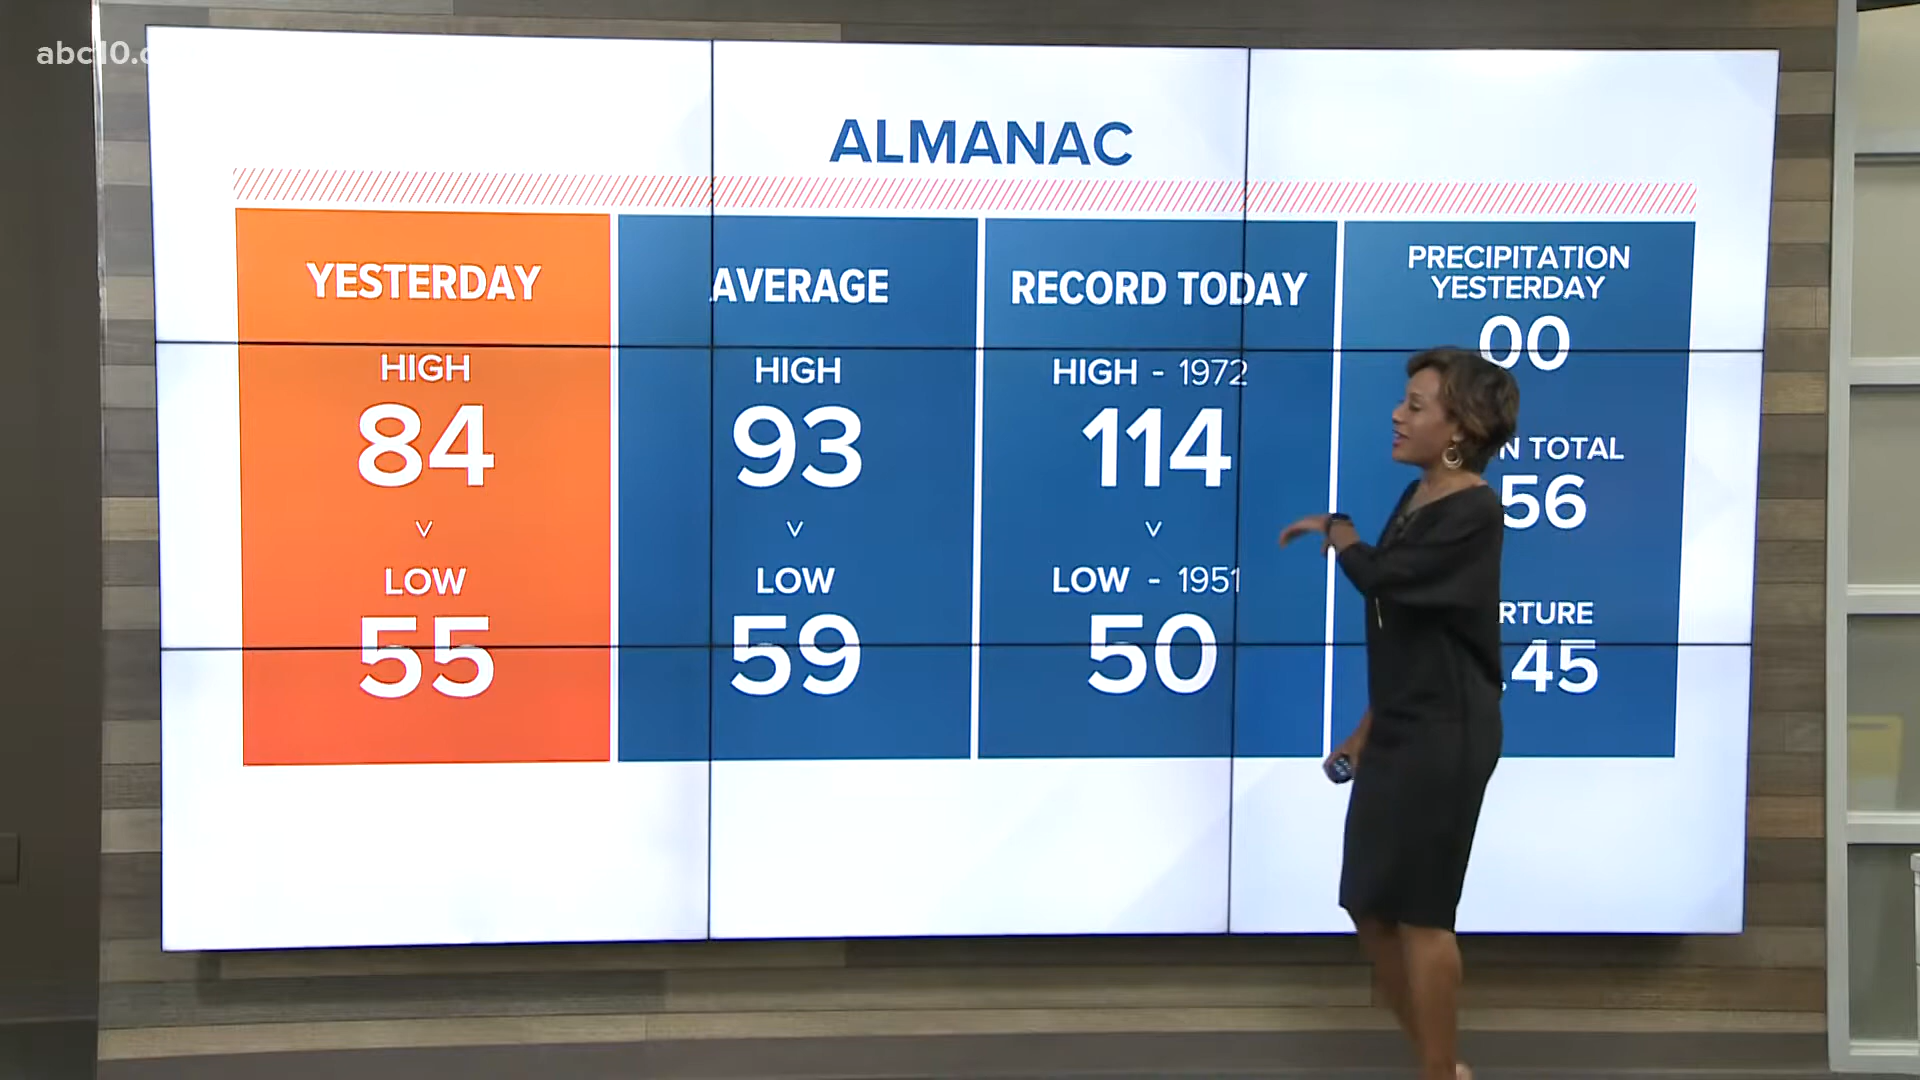 abc10.c
ALMANAC
YESTERDAY
HIGH
84
LOW
55
AVERAGE
HIGH
93
LOW
59
RECORD TODAY
HIGH - 1972
114
LOW - 1951
50
PRECIPITATION
YESTERDAY
00
TOTAL
56
.45